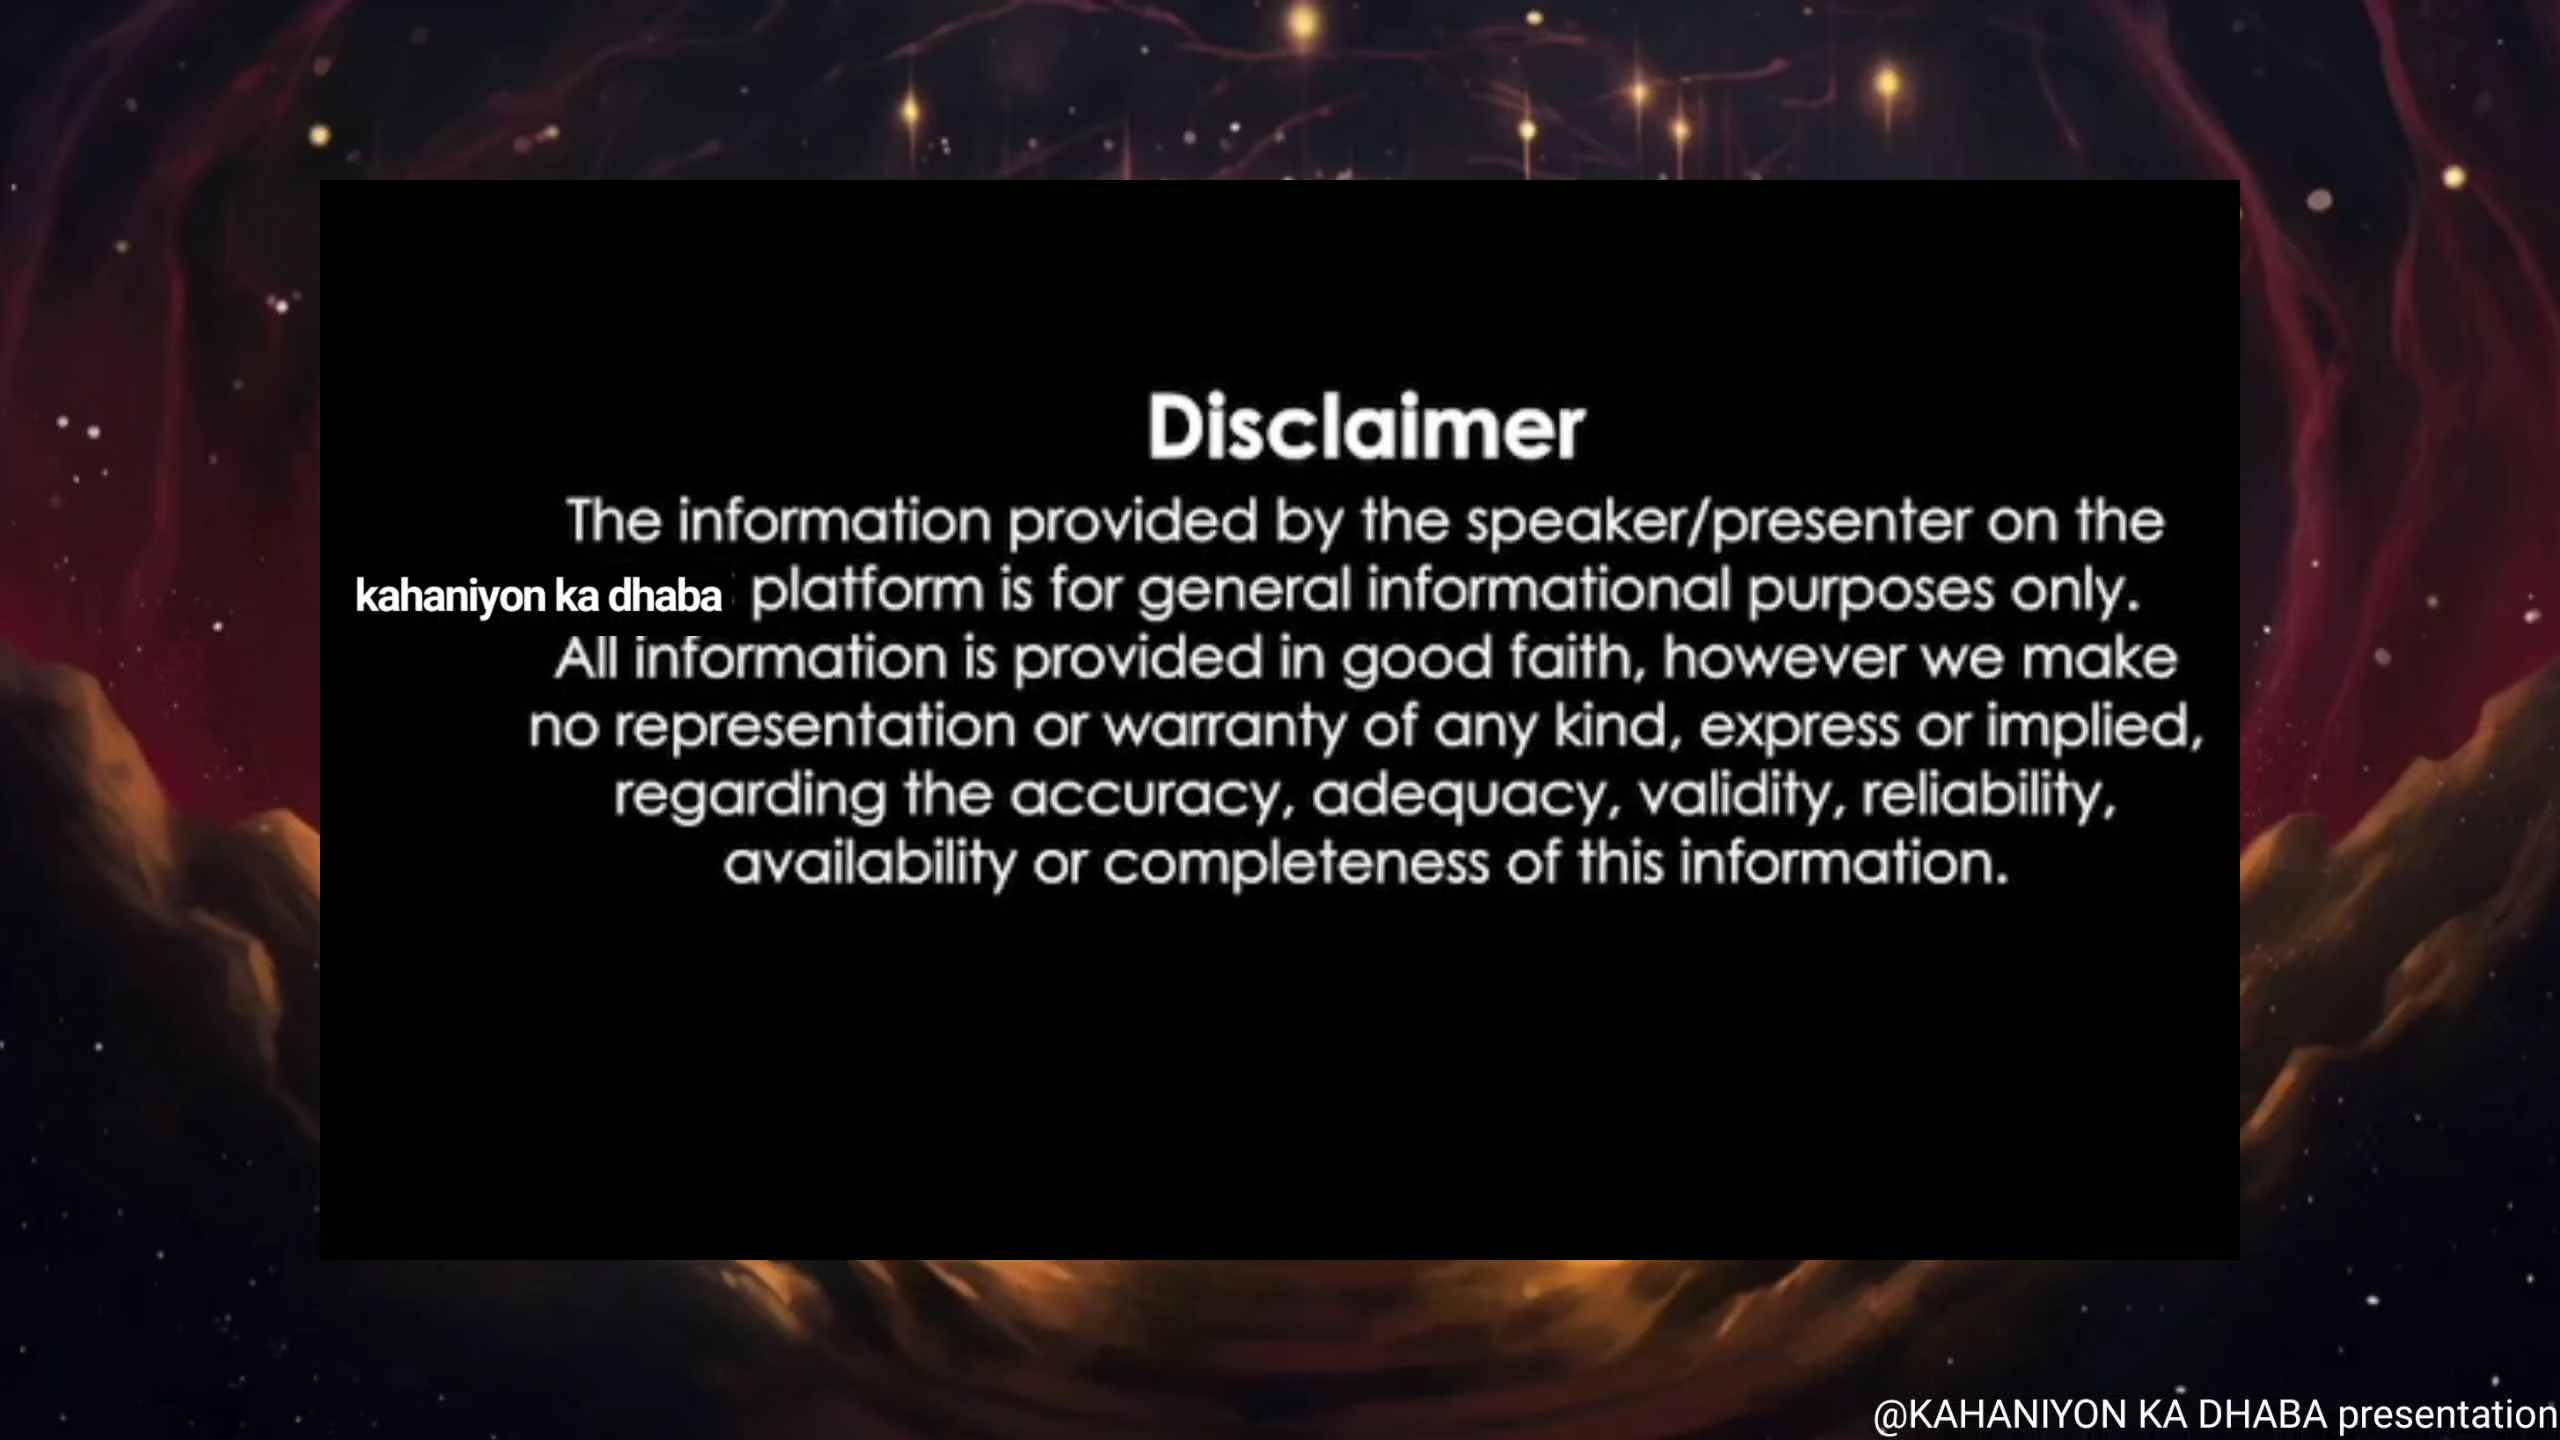 Disclaimer
The information provided by the speaker/presenter on the
kahaniyon ka dhaba platform is for general informational purposes only.
All information is provided in good faith, however we make
no representation or warranty of any kind, express or implied,
regarding the accuracy, adequacy, validity, reliability,
availability or completeness of this information.
@KAHANIYON KA DHABA presentation